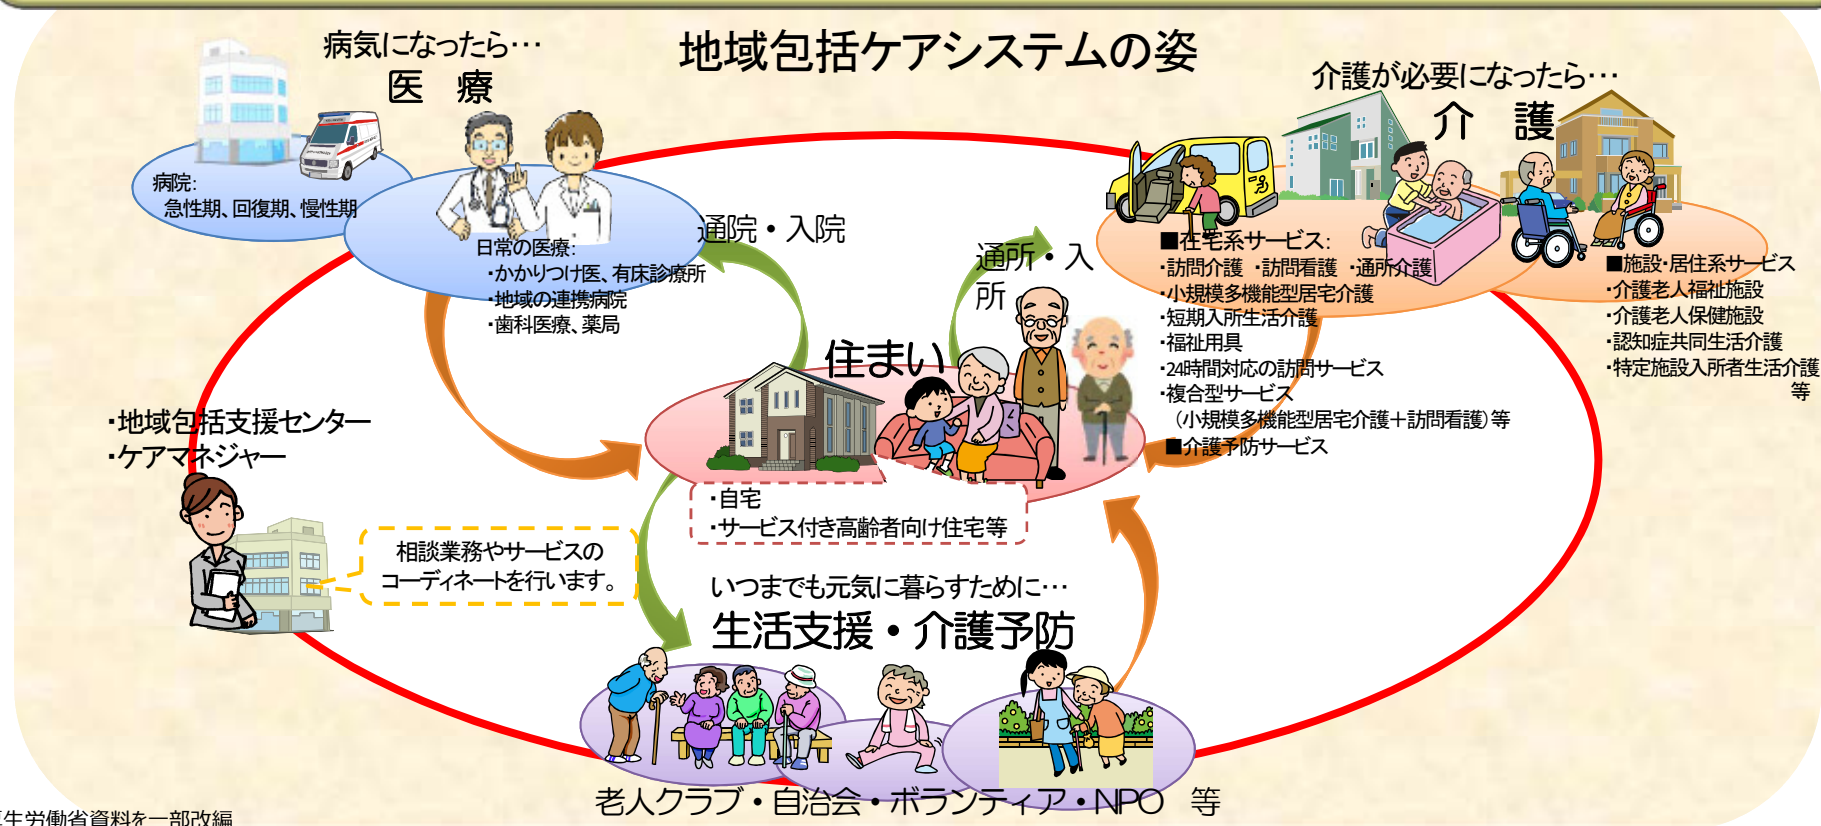 地域包括ケアシステムの姿
病気になったら…
医 療
病院:
急性期、回復期、慢性期
日常の医療:
・かかりつけ医、有床診療所
・地域の連携病院
・歯科医療、薬局
通院・入院
通所・入
所
介護が必要になったら…
介 護
■在宅系サービス:
・訪問介護 ・訪問看護 ・通所介護
・小規模多機能型居宅介護
・短期入所生活介護
・福祉用具
・24時間対応の訪問サービス
・複合型サービス
(小規模多機能型居宅介護+訪問看護)等
■介護予防サービス
■施設・居住系サービス
・介護老人福祉施設
・介護老人保健施設
・認知症共同生活介護
・特定施設入所者生活介護
等
住まい
・自宅
・サービス付き高齢者向け住宅等
・地域包括支援センター
・ケアマネジャー
相談業務やサービスの
コーディネートを行います。
いつまでも元気に暮らすために…
生活支援・介護予防
老人クラブ・自治会・ボランティア・NPO 等
生労働省資料を一部改編